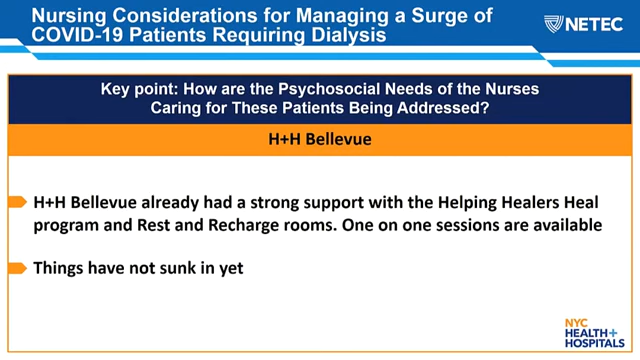 Nursing Considerations for Managing a Surge of
COVID-19 Patients Requiring Dialysis
NETEC
Key point: How are the Psychosocial Needs of the Nurses
Caring for These Patients Being Addressed?
H+H Bellevue
H+H Bellevue already had a strong support with the Helping Healers Heal
program and Rest and Recharge rooms. One on one sessions are available
Things have not sunk in yet
NYC
HEALTH+
HOSPITALS